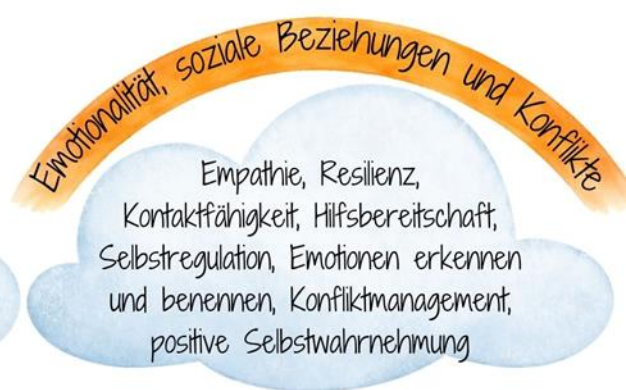 Emotionalität, soziale Beziehungen und Konflikte
Empathie, Resilienz,
Kontaktfähigkeit, Hilfsbereitschaft,
Selbstregulation, Emotionen erkennen
und benennen, Konfliktmanagement,
positive Selbstwahrnehmung